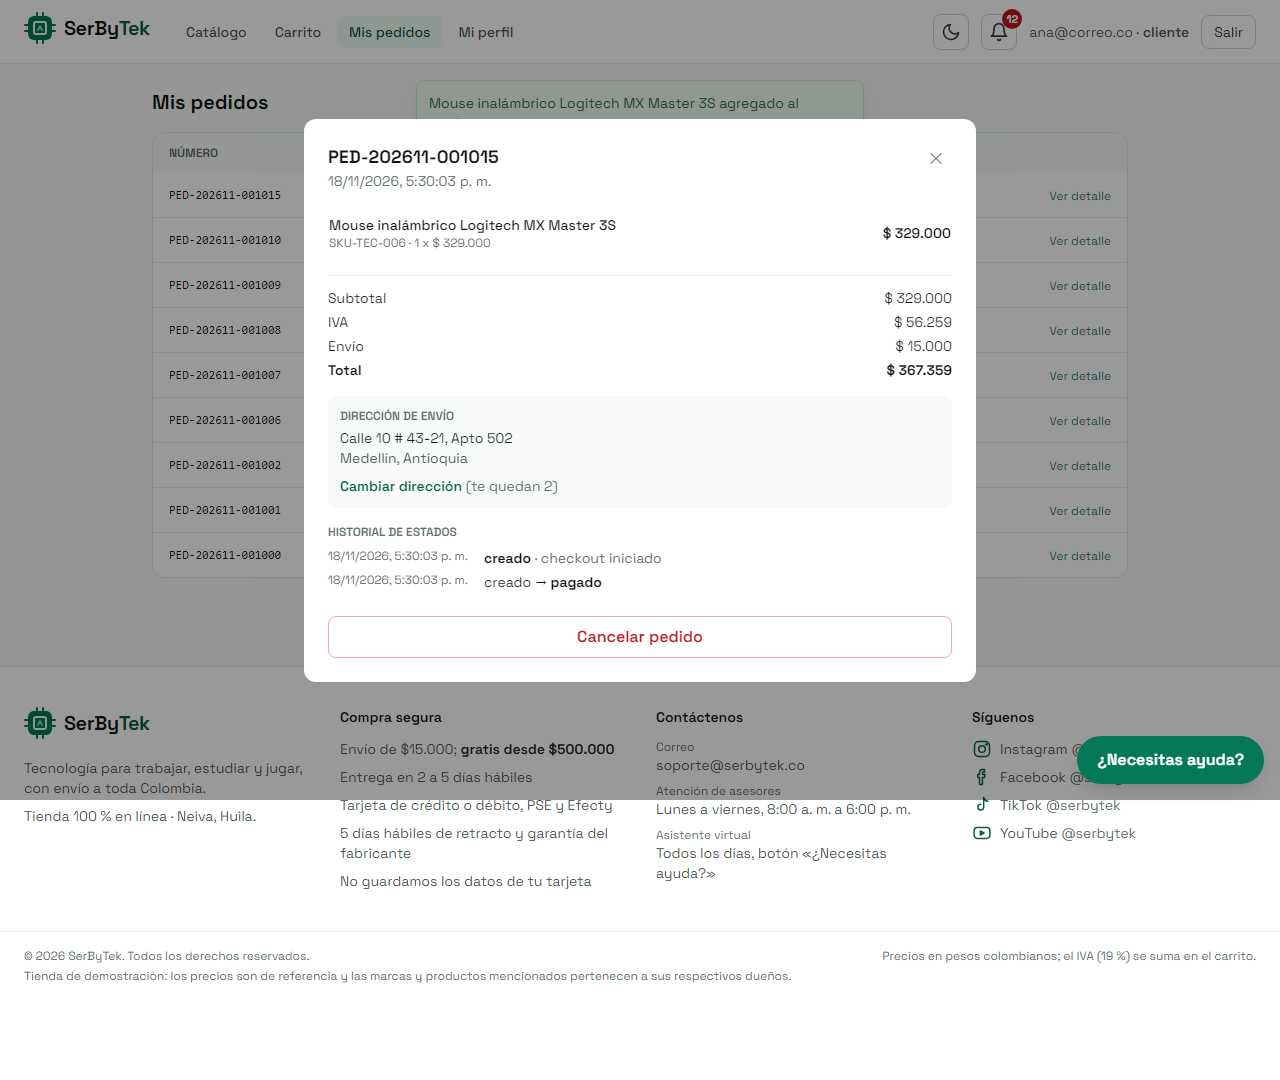 SerByTek
Catálogo Carrito Mis pedidos Mi perfil
12
ana@correo.co · cliente Salir
Mis pedidos
Mouse inalámbrico Logitech MX Master 3S agregado al
NÚMERO
PED-202611-001015 Ver detalle
PED-202611-001010 Ver detalle
PED-202611-001009 Ver detalle
PED-202611-001008 Ver detalle
PED-202611-001007 Ver detalle
PED-202611-001006 Ver detalle
PED-202611-001002 Ver detalle
PED-202611-001001 Ver detalle
PED-202611-001000 Ver detalle
PED-202611-001015
18/11/2026, 5:30:03 p. m.
Mouse inalámbrico Logitech MX Master 3S
SKU-TEC-006 · 1 x $ 329.000
$ 329.000
Subtotal $ 329.000
IVA $ 56.259
Envío $ 15.000
Total $ 367.359
DIRECCIÓN DE ENVÍO
Calle 10 # 43-21, Apto 502
Medellín, Antioquia
Cambiar dirección (te quedan 2)
HISTORIAL DE ESTADOS
18/11/2026, 5:30:03 p. m. creado · checkout iniciado
18/11/2026, 5:30:03 p. m. creado → pagado
Cancelar pedido
SerByTek
Tecnología para trabajar, estudiar y jugar,
con envío a toda Colombia.
Tienda 100 % en línea · Neiva, Huila.
Compra segura
Envío de $15.000; gratis desde $500.000
Entrega en 2 a 5 días hábiles
Tarjeta de crédito o débito, PSE y Efecty
5 días hábiles de retracto y garantía del
fabricante
No guardamos los datos de tu tarjeta
Contáctenos
Correo
soporte@serbytek.co
Atención de asesores
Lunes a viernes, 8:00 a. m. a 6:00 p. m.
Asistente virtual
Todos los días, botón «¿Necesitas
ayuda?»
Síguenos
Instagram
Facebook
TikTok @serbytek
YouTube @serbytek
¿Necesitas ayuda?
© 2026 SerByTek. Todos los derechos reservados.
Tienda de demostración: los precios son de referencia y las marcas y productos mencionados pertenecen a sus respectivos dueños.
Precios en pesos colombianos; el IVA (19 %) se suma en el carrito.